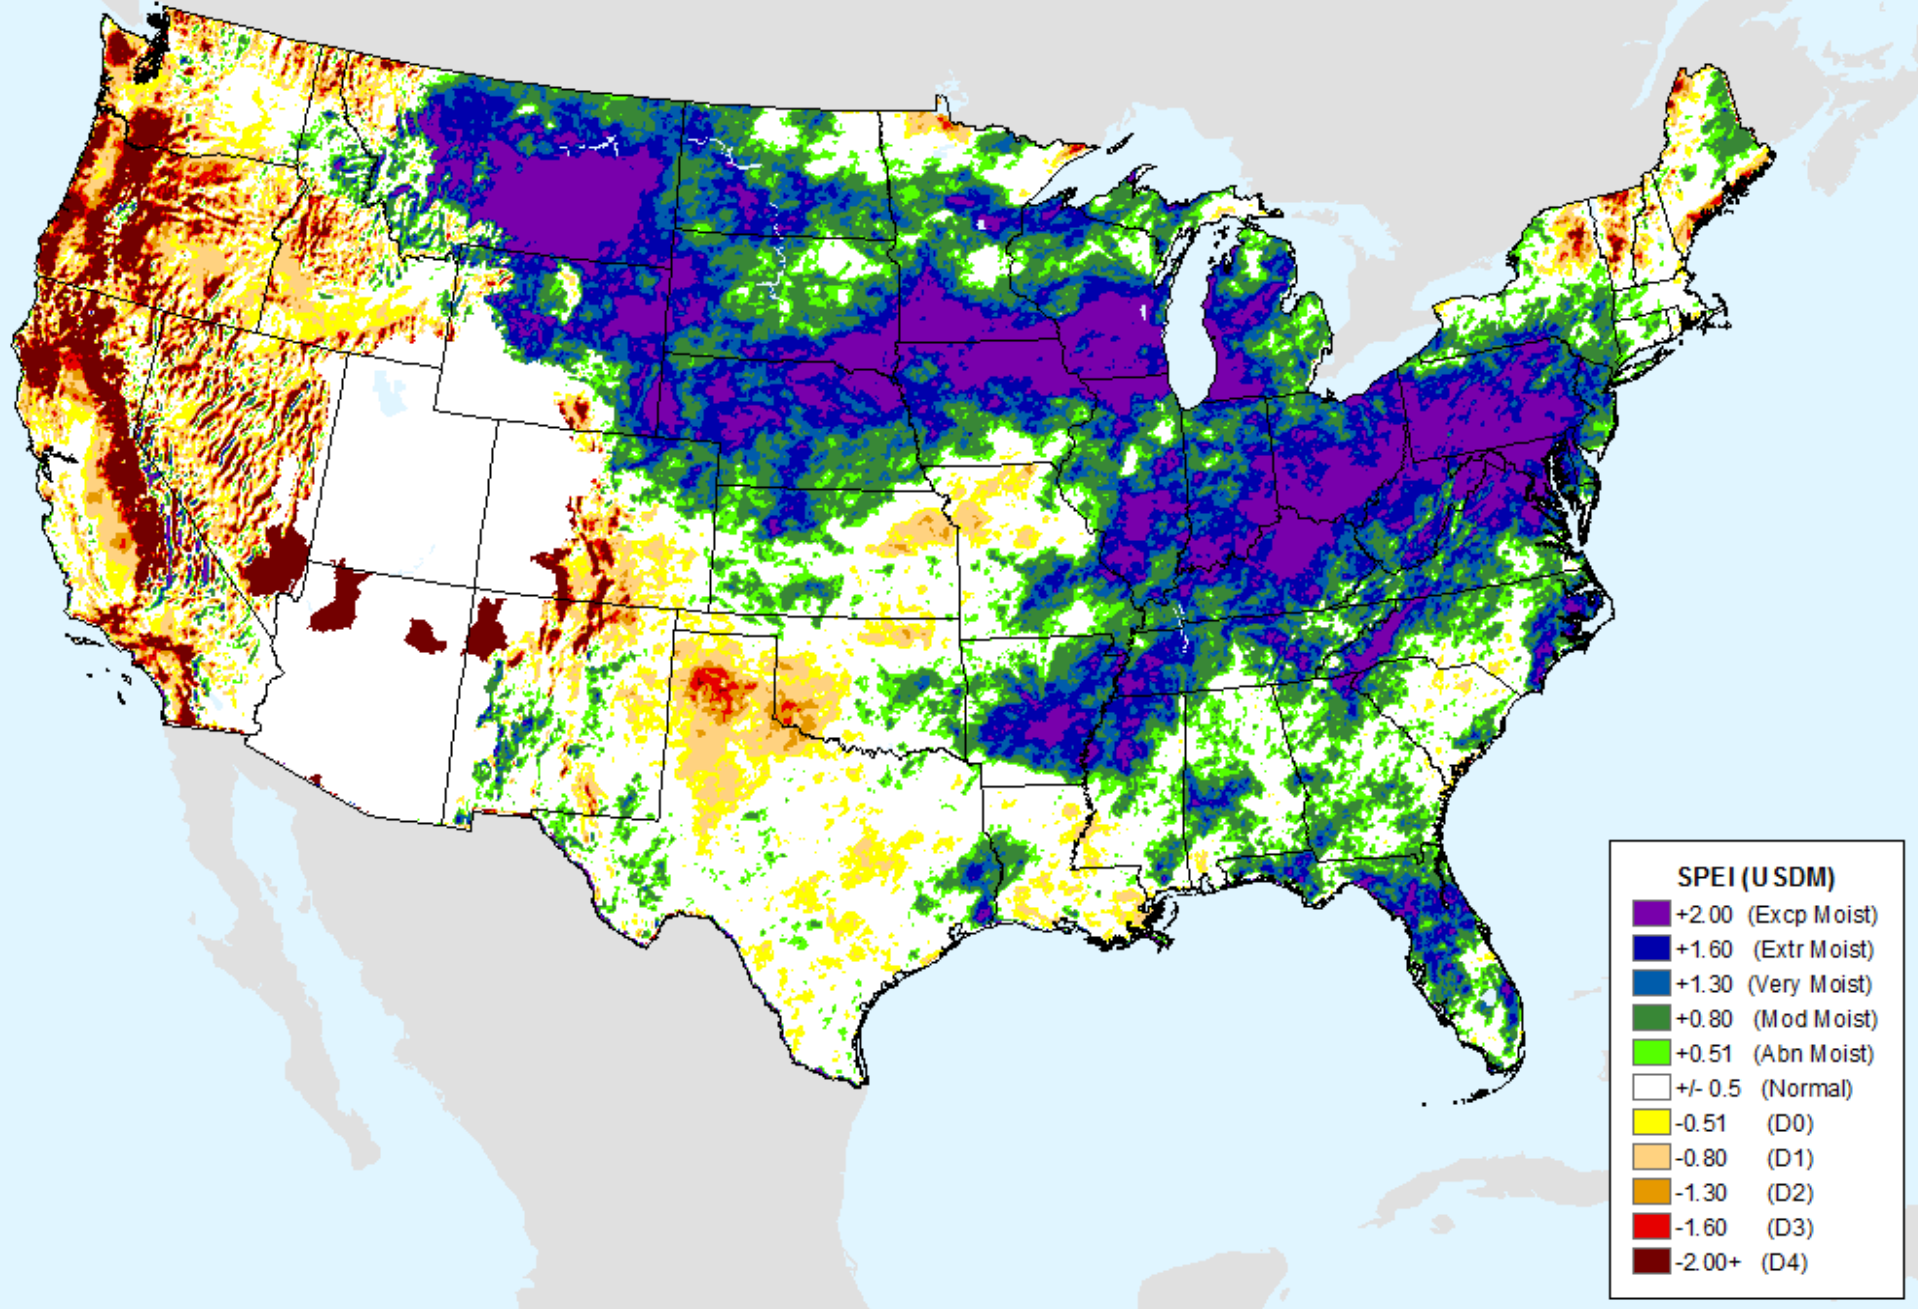 SPEI (USDM)
+2.00 (Excp Moist)
+1.60 (Extr Moist)
+1.30 (Very Moist)
+0.80 (Mod Moist)
+0.51 (Abn Moist)
+/- 0.5 (Normal)
-0.51 (D0)
-0.80 (D1)
-1.30 (D2)
-1.60 (D3)
-2.00+ (D4)